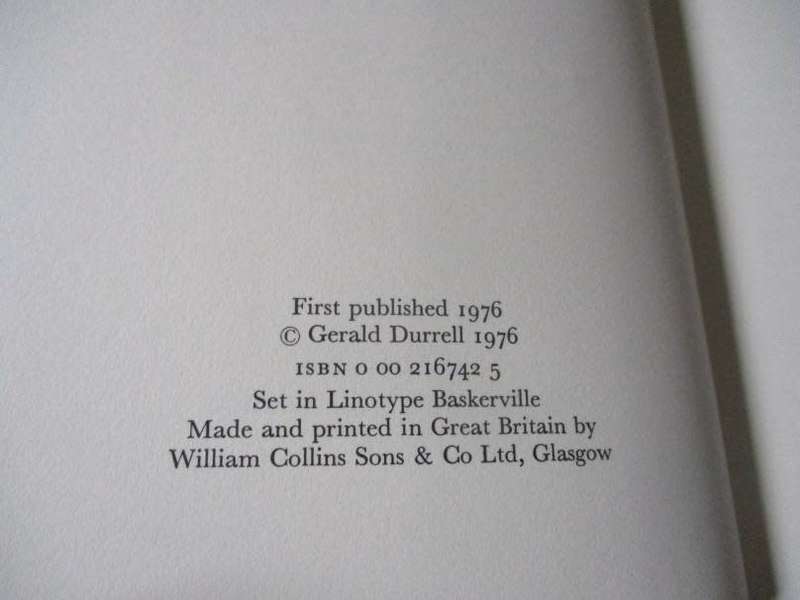 First published 1976
© Gerald Durrell 1976
ISBN 0 00 216742 5
Set in Linotype Baskerville
Made and printed in Great Britain by
William Collins Sons & Co Ltd, Glasgow